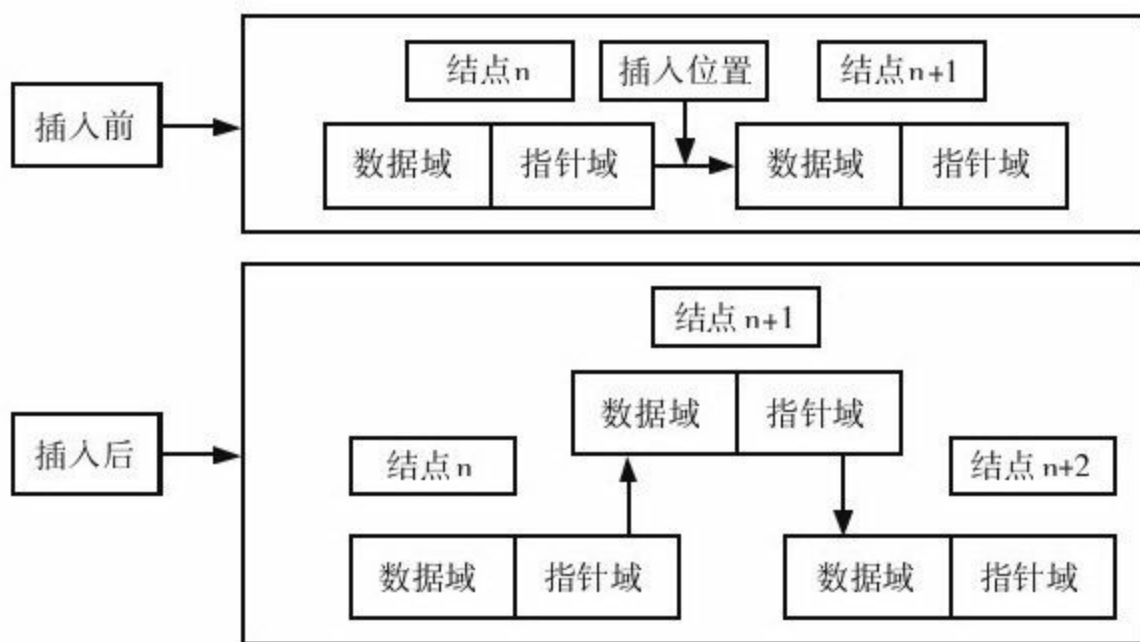 结点n
插入位置
结点n+1
插入前
数据域
指针域
数据域
指针域
结点 n+1
数据域
指针域
插入后
结点n
结点 n+2
数据域
指针域
数据域
指针域